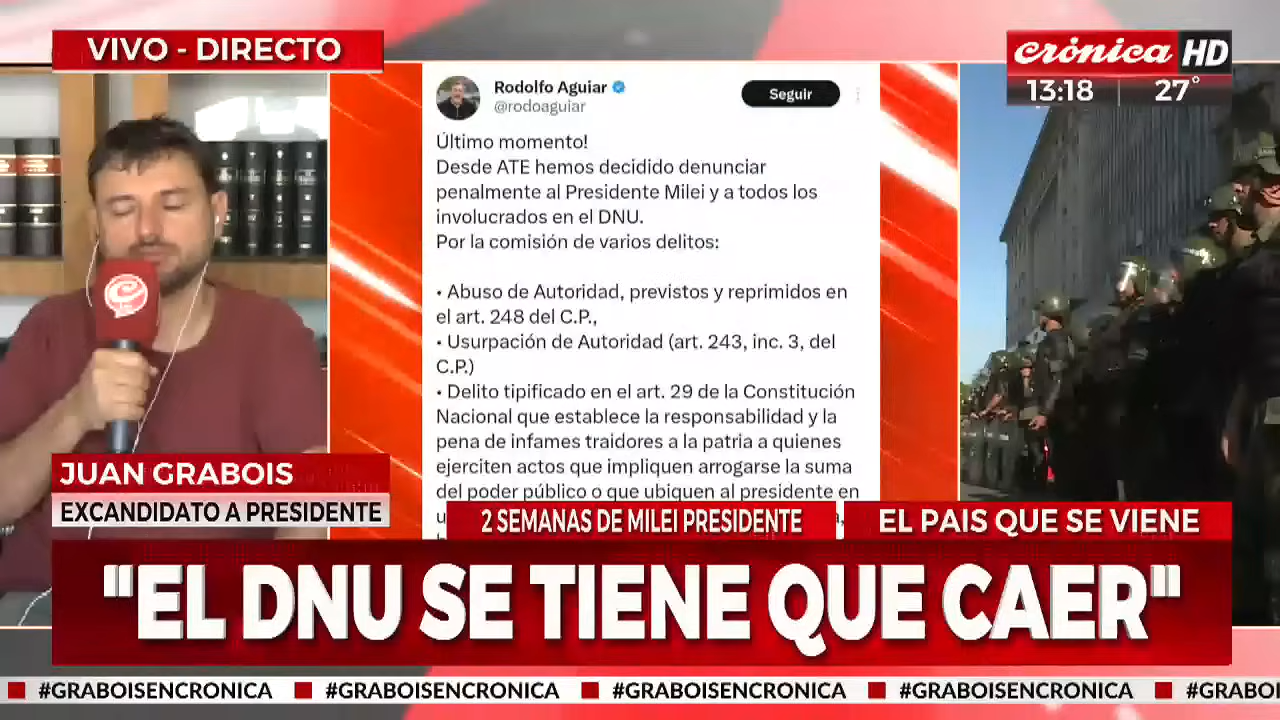 VIVO - DIRECTO
crónica HD
13:18 27°
Rodolfo Aguiar
@rodoaguiar
Seguir
Último momento!
Desde ATE hemos decidido denunciar
penalmente al Presidente Milei y a todos los
involucrados en el DNU.
Por la comisión de varios delitos:
• Abuso de Autoridad, previstos y reprimidos en
el art. 248 del C.P.,
• Usurpación de Autoridad (art. 243, inc. 3, del
C.P.)
• Delito tipificado en el art. 29 de la Constitución
Nacional que establece la responsabilidad y la
pena de infames traidores a la patria a quienes
ejerciten actos que impliquen arrogarse la suma
del poder público o que ubiquen al presidente en
JUAN GRABOIS
EXCANDIDATO A PRESIDENTE
2 SEMANAS DE MILEI PRESIDENTE
EL PAIS QUE SE VIENE
"EL DNU SE TIENE QUE CAER"
#GRABOISENCRONICA #GRABOISENCRONICA #GRABOISENCRONICA #GRABOISENCRONICA #GRABO